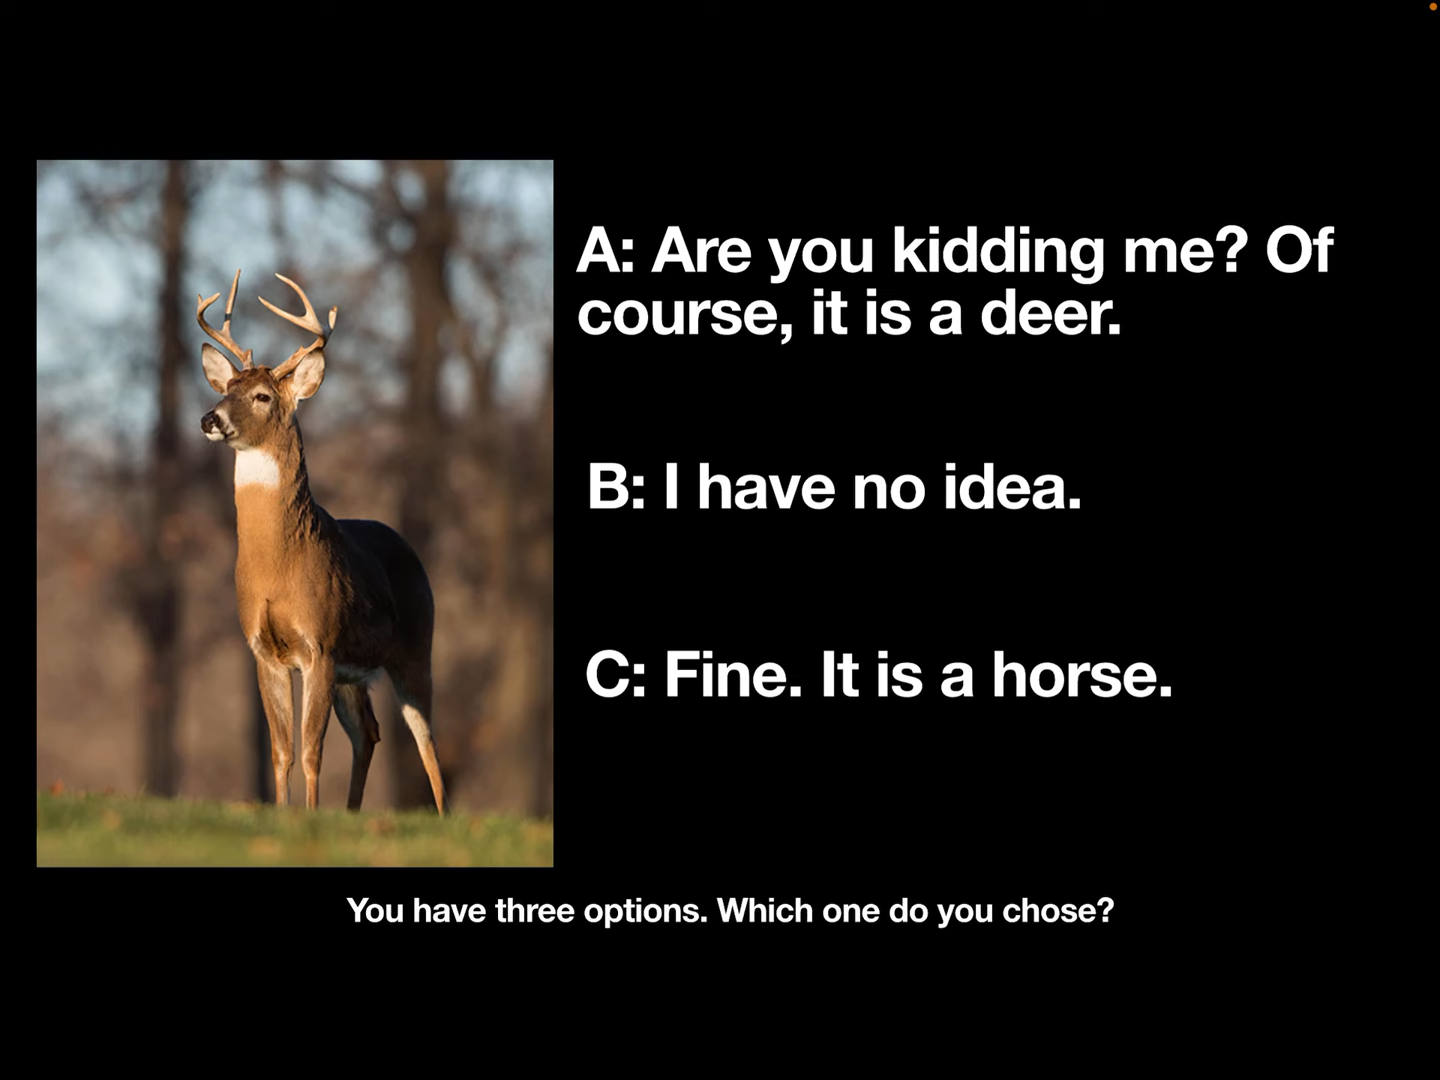 A: Are you kidding me? Of
course, it is a deer.
B: I have no idea.
C: Fine. It is a horse.
You have three options. Which one do you chose?